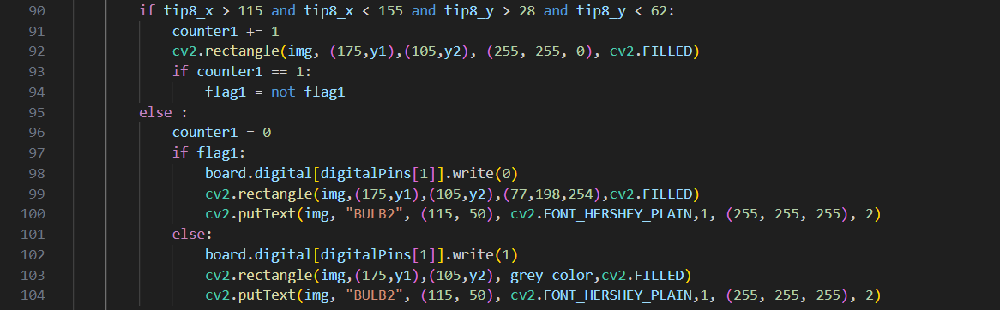 90 if tip8_x > 115 and tip8_x < 155 and tip8_y > 28 and tip8_y < 62:
91 counter1 += 1
92 cv2.rectangle(img, (175,y1),(105,y2), (255, 255, 0), cv2.FILLED)
93 if counter1 == 1:
94 flag1 = not flag1
95 else :
96 counter1 = 0
97 if flag1:
98 board.digital[digitalPins[1]].write(0)
99 cv2.rectangle(img,(175,y1),(105,y2),(77,198,254),cv2.FILLED)
100 cv2.putText(img, "BULB2", (115, 50), cv2.FONT_HERSHEY_PLAIN,1, (255, 255, 255), 2)
101 else:
102 board.digital[digitalPins[1]].write(1)
103 cv2.rectangle(img,(175,y1),(105,y2), grey_color,cv2.FILLED)
104 cv2.putText(img, "BULB2", (115, 50), cv2.FONT_HERSHEY_PLAIN,1, (255, 255, 255), 2)